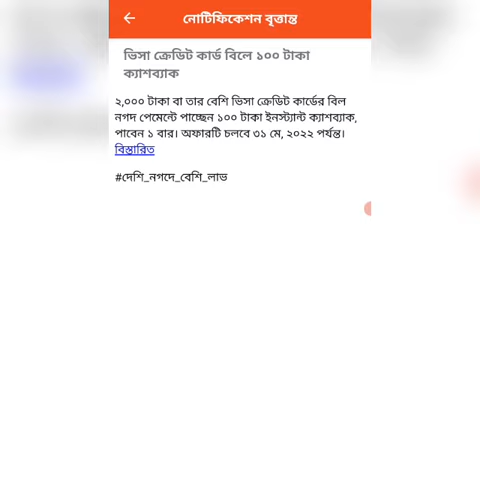 নোটিফিকেশন বৃত্তান্ত
ভিসা ক্রেডিট কার্ড বিলে ১০০ টাকা
ক্যাশব্যাক
২,০০০ টাকা বা তার বেশি ভিসা ক্রেডিট কার্ডের বিল
নগদ পেমেন্টে পাচ্ছেন ১০০ টাকা ইনস্ট্যান্ট ক্যাশব্যাক,
পাবেন ১ বার। অফারটি চলবে ৩১ মে, ২০২২ পর্যন্ত।
বিস্তারিত
#দেশি_নগদে_বেশি_লাভ